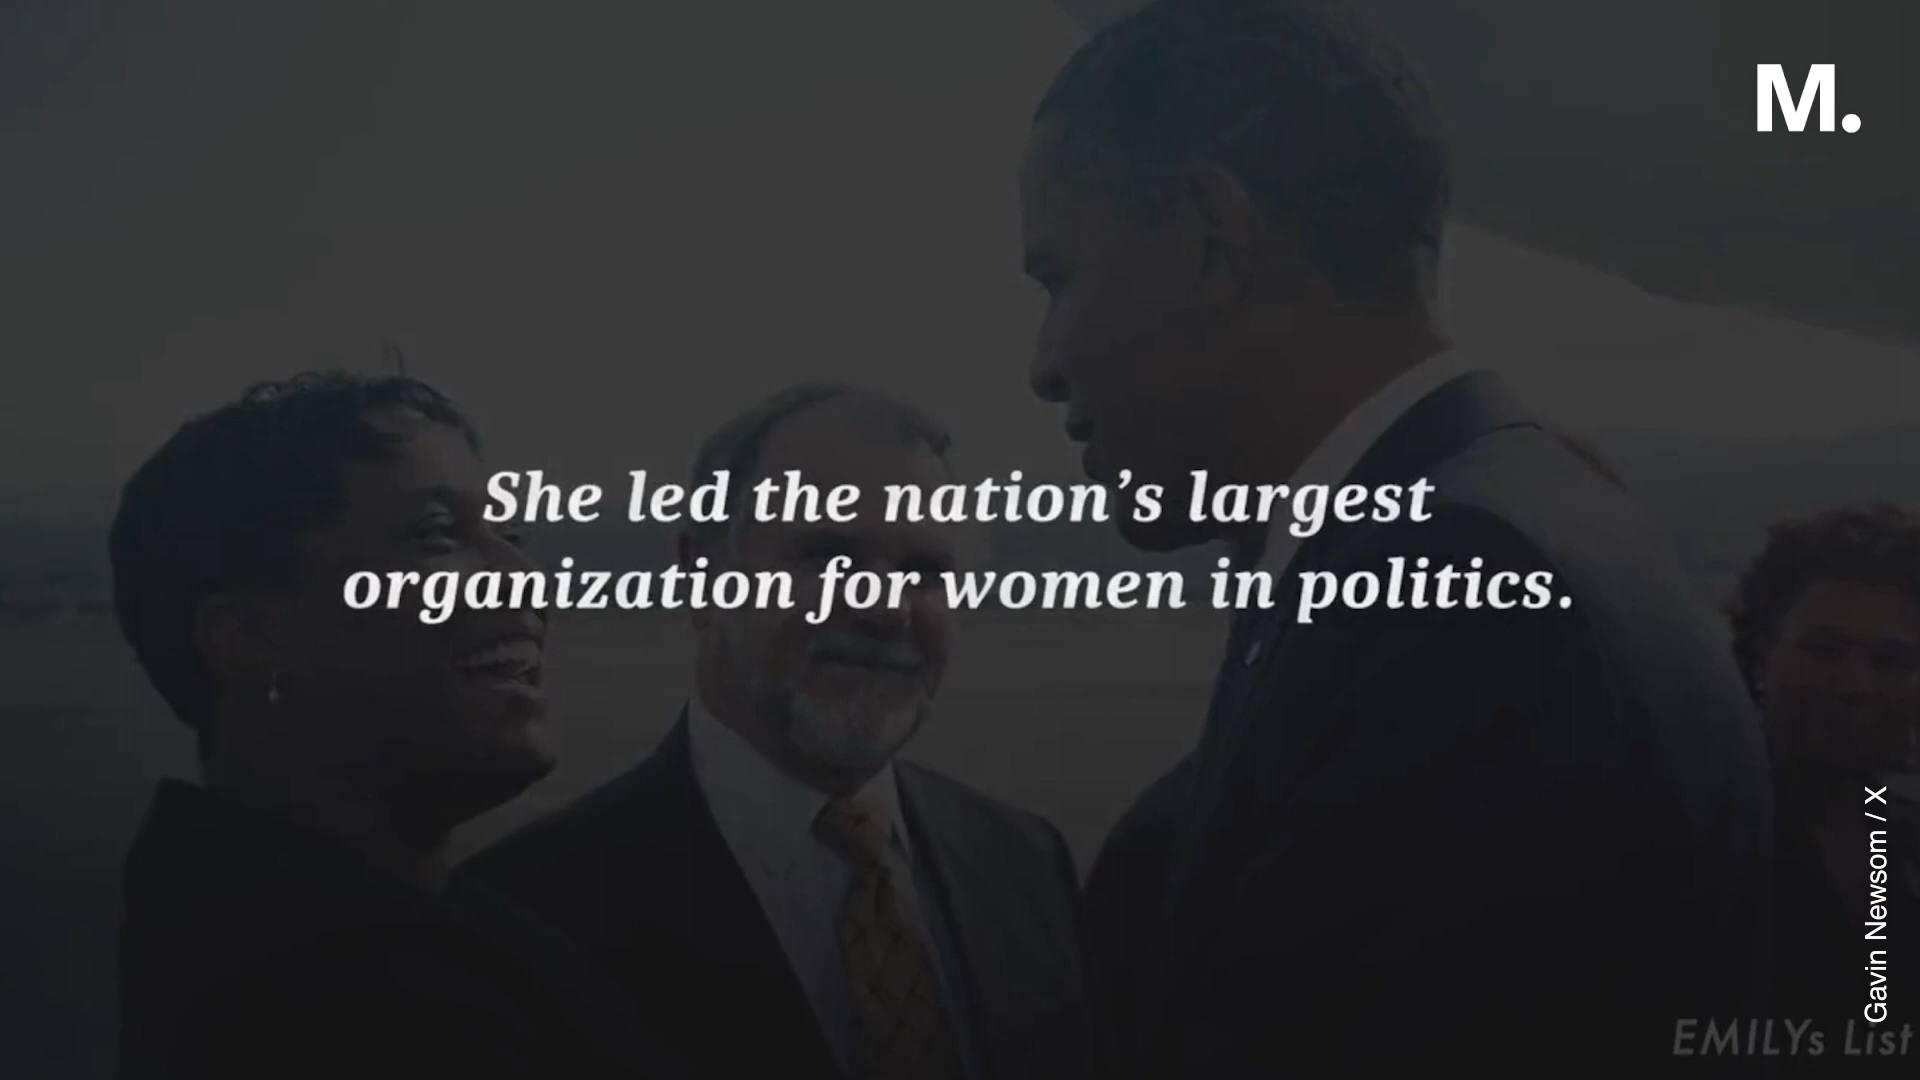 M.
She led the nation’s largest
organization for women in politics.
Gavin Newsom / X
EMILYs List